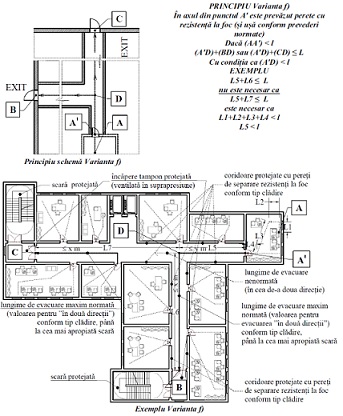 C
EXIT
EXIT
B
D
A'
A
Principiu schemă Varianta f)
PRINCIPIU Varianta f)
În axul din punctul A' este prevăzut perete cu
rezistență la foc (și ușă conform prevederi
normate)
Dacă (AA') < l
(A'D)+(BD) sau (A'D)+(CD) ≤ L
Cu condiția ca (A'D) < l
EXEMPLU
L5+L6 ≤ L
nu este necesar ca
L5+L7 ≤ L
este necesar ca
L1+L2+L3+L4 < l
L5 < l
scară protejată
încăpere tampon protejată
(ventilată în suprapresiune)
coridoare protejate cu pereți
de separare rezistenți la foc
conform tip clădire
L2
A
D
L3
C
≤ x m
L7
≤ y m
A'
lungime de evacuare
nenormată
(în cea de-a doua direcție)
lungime de evacuare maxim
normată (valoarea pentru
evacuare "în două direcții")
conform tip clădire,
până la cea mai apropiată scară
lungime de evacuare maxim normată
(valoarea pentru "în două direcții")
conform tip clădire, până
la cea mai apropiată scară
scară protejată
B
coridoare protejate cu pereți
de separare rezistenți la foc
conform tip clădire
Exemplu Varianta f)